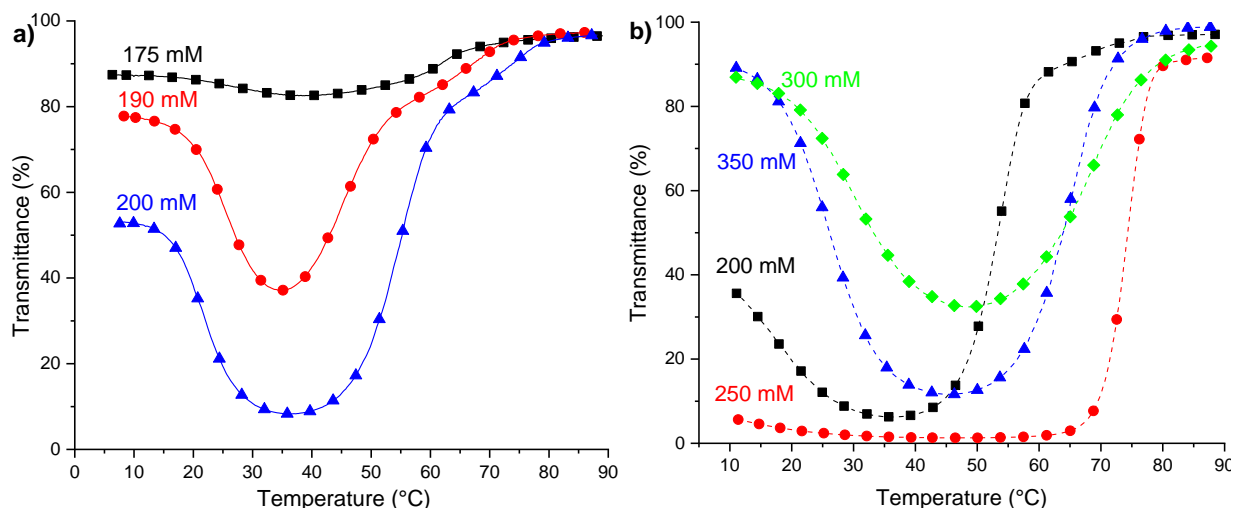 a)
100
80
60
40
20
0
Transmittance (%)
175 mM
190 mM
200 mM
0 10 20 30 40 50 60 70 80 90
Temperature (°C)
b)
100
80
60
40
20
0
Transmittance (%)
300 mM
350 mM
200 mM
250 mM
10 20 30 40 50 60 70 80 90
Temperature (°C)